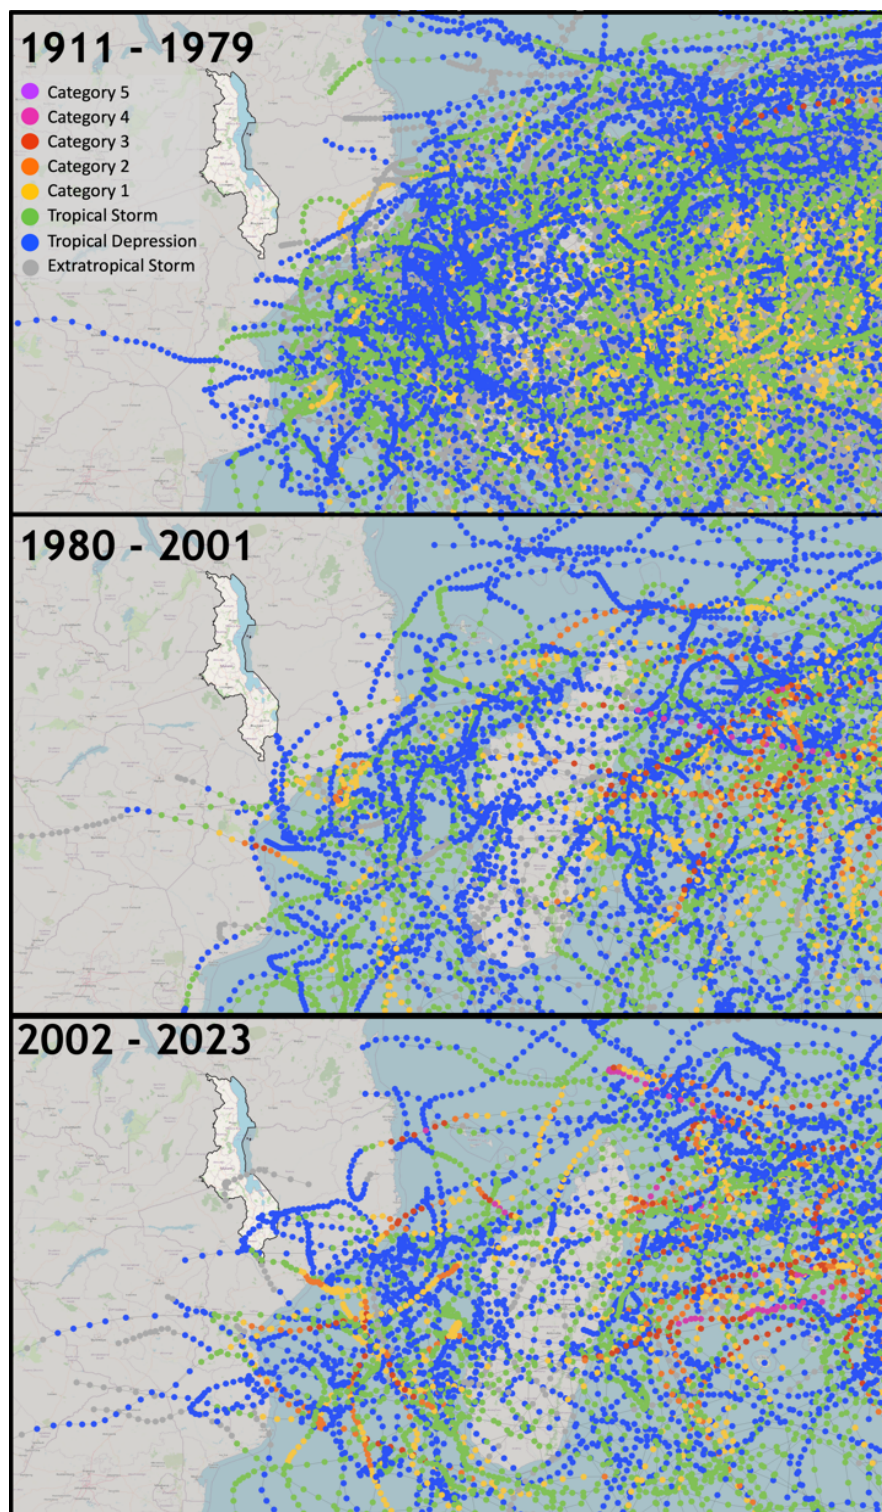 1911 - 1979
Category 5
Category 4
Category 3
Category 2
Category 1
Tropical Storm
Tropical Depression
Extratropical Storm
1980 - 2001
2002 - 2023